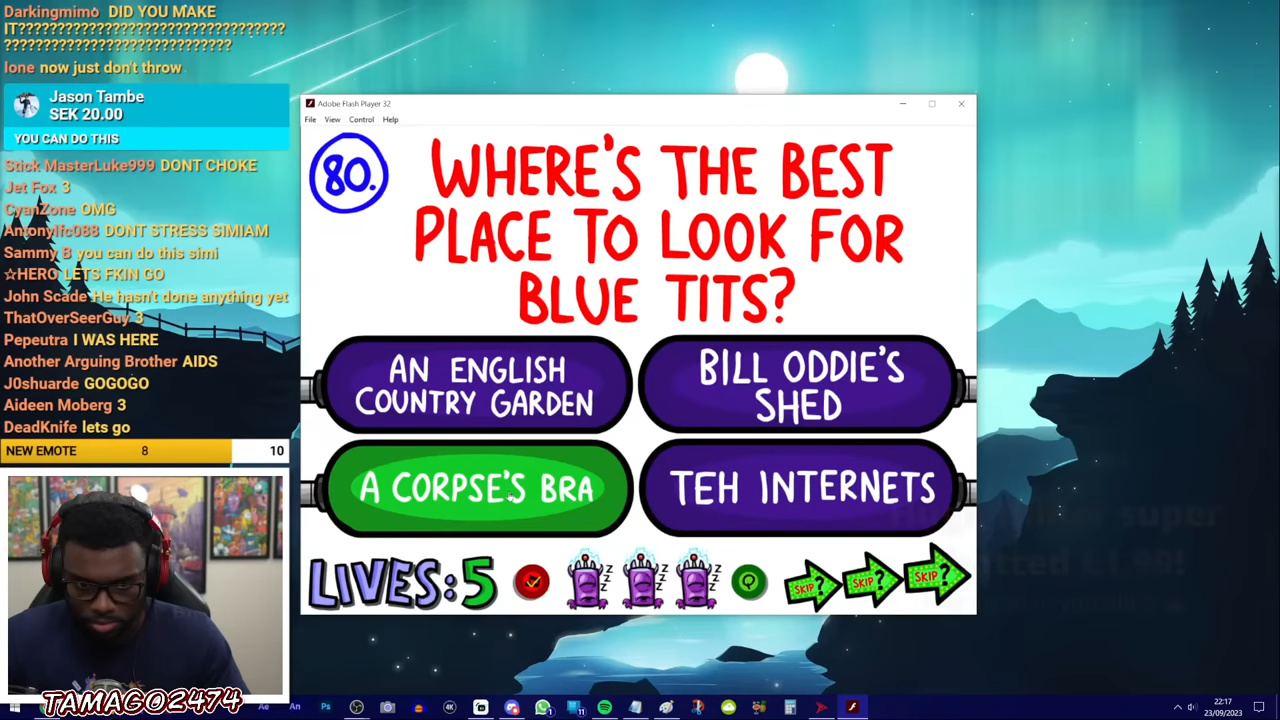 Darkingmimo DID YOU MAKE
IT????????????????????????????????
????????????????????????????
lone now just don't throw
Jason Tambe
SEK 20.00
YOU CAN DO THIS
Stick MasterLuke999 DONT CHOKE
Jet Fox 3
CyanZone OMG
Antonylfc088 DONT STRESS SIMIAM
Sammy B you can do this simi
☆HERO LETS FKIN GO
John Scade He hasn't done anything yet
ThatOverSeerGuy 3
Pepeutra I WAS HERE
Another Arguing Brother AIDS
J0shuarde GOGOGO
Aideen Moberg 3
DeadKnife lets go
NEW EMOTE 8 10
TAMAGO2474
Adobe Flash Player 32
File View Control Help
80.
WHERE'S THE BEST
PLACE TO LOOK FOR
BLUE TITS?
AN ENGLISH
COUNTRY GARDEN
BILL ODDIE'S
SHED
A CORPSE'S BRA
TEH INTERNETS
LIVES:5
SKIP? SKIP? SKIP?
super
22:17
23/09/2023